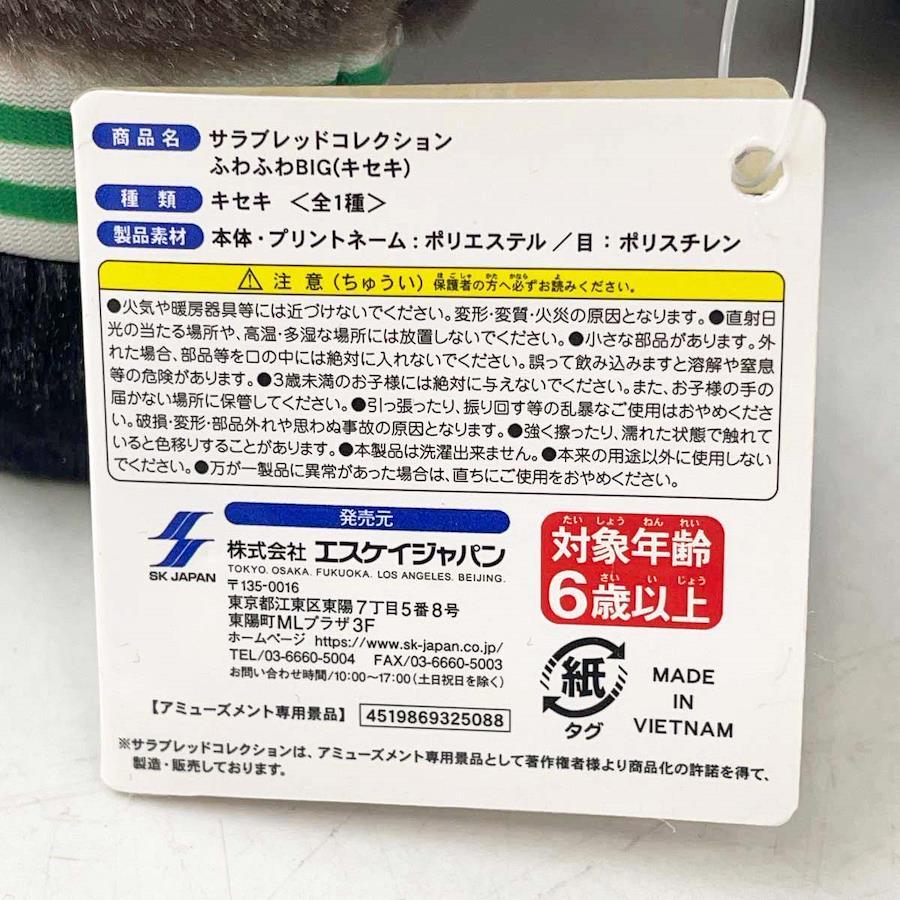 商品名 サラブレッドコレクション
ふわふわBIG(キセキ)
種類 キセキ <全1種>
製品素材 本体・プリントネーム:ポリエステル/目:ポリスチレン
⚠注意(ちゅうい) 保護者の方へ必ずお読みください。
●火気や暖房器具等には近づけないでください。変形・変質・火災の原因となります。●直射日
光の当たる場所や、高温・多湿な場所には放置しないでください。●小さな部品があります。外
れた場合、部品等を口の中には絶対に入れないでください。誤って飲み込みますと溶解や窒息
等の危険があります。●3歳未満のお子様には絶対に与えないでください。また、お子様の手の
届かない場所に保管してください。●引っ張ったり、振り回す等の乱暴なご使用はおやめくださ
い。破損・変形・部品外れや思わぬ事故の原因となります。●強く擦ったり、濡れた状態で触れて
いると色移りすることがあります。●本製品は洗濯出来ません。●本来の用途以外に使用しない
でください。●万が一製品に異常があった場合は、直ちにご使用をおやめください。
発売元
SK JAPAN
株式会社 エスケイジャパン
TOKYO. OSAKA. FUKUOKA. LOS ANGELES. BEIJING.
〒135-0016
東京都江東区東陽7丁目5番8号
東陽町MLプラザ3F
ホームページ https://www.sk-japan.co.jp/
TEL/03-6660-5004 FAX/03-6660-5003
お問い合わせ時間/10:00〜17:00(土日祝日を除く)
対象年齢
6歳以上
紙
タグ
MADE
IN
VIETNAM
【アミューズメント専用景品】 4519869325088
※サラブレッドコレクションは、アミューズメント専用景品として著作権者様より商品化の許諾を得て、
製造・販売しております。